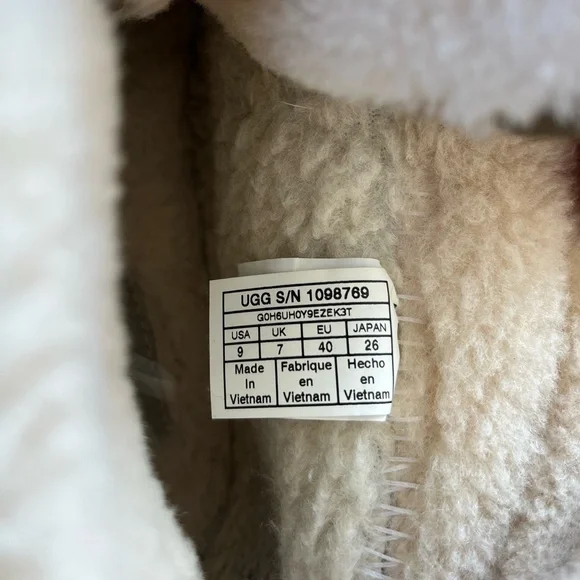 UGG S/N 1098769
G0H6UH0Y9EZEK3T
USA UK EU JAPAN
9 7 40 26
Made Fabrique Hecho
In en en
Vietnam Vietnam Vietnam